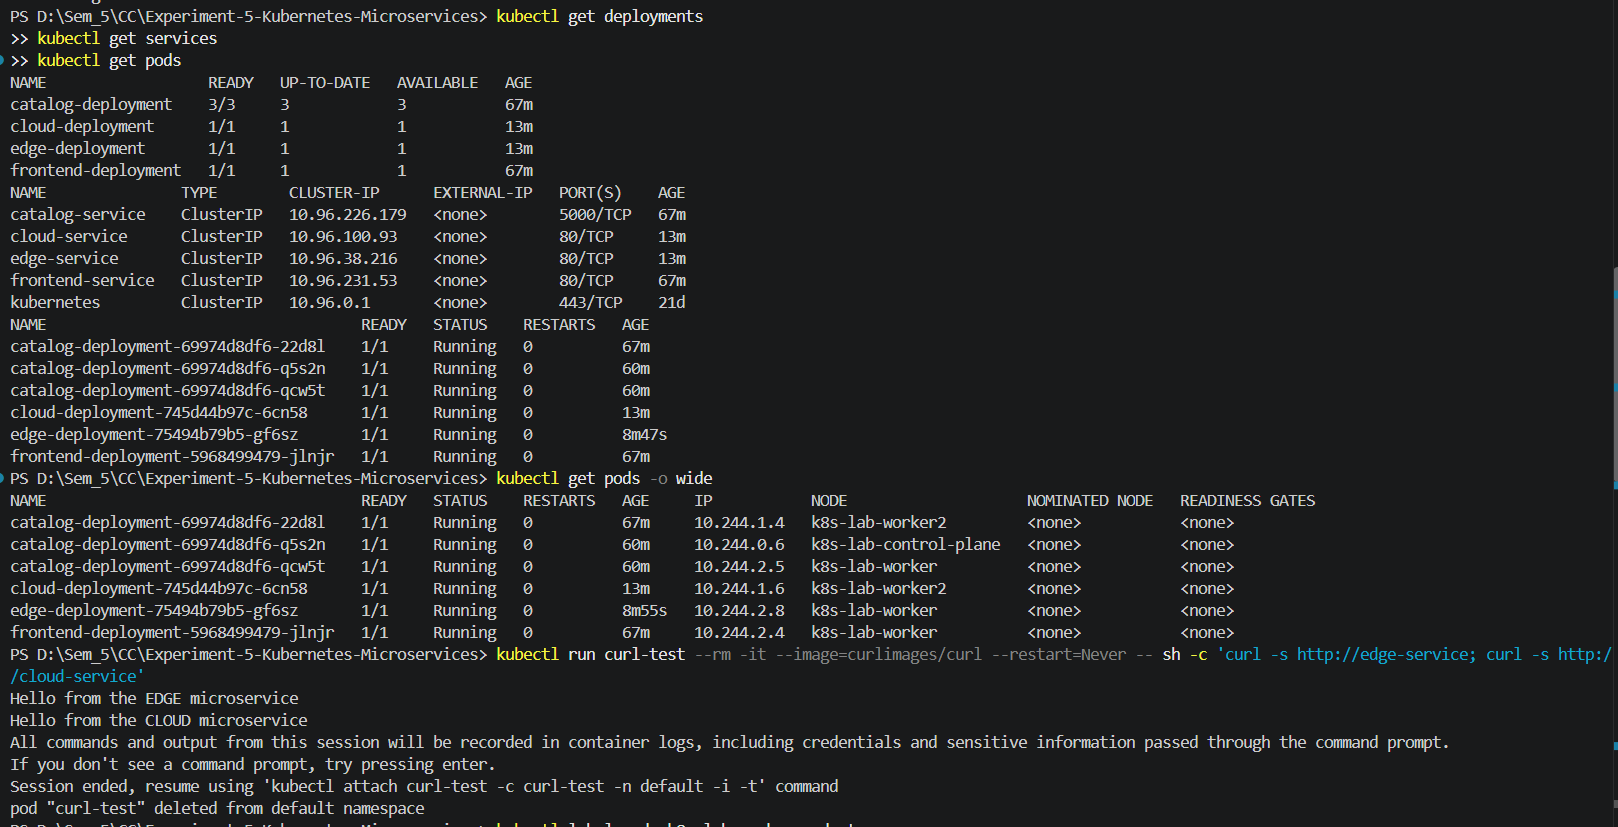 PS D:\Sem_5\CC\Experiment-5-Kubernetes-Microservices> kubectl get deployments
>> kubectl get services
>> kubectl get pods
NAME                  READY   UP-TO-DATE   AVAILABLE   AGE
catalog-deployment    3/3     3            3           67m
cloud-deployment      1/1     1            1           13m
edge-deployment       1/1     1            1           13m
frontend-deployment   1/1     1            1           67m
NAME               TYPE        CLUSTER-IP      EXTERNAL-IP   PORT(S)    AGE
catalog-service    ClusterIP   10.96.226.179   <none>        5000/TCP   67m
cloud-service      ClusterIP   10.96.100.93    <none>        80/TCP     13m
edge-service       ClusterIP   10.96.38.216    <none>        80/TCP     13m
frontend-service   ClusterIP   10.96.231.53    <none>        80/TCP     67m
kubernetes         ClusterIP   10.96.0.1       <none>        443/TCP    21d
NAME                                   READY   STATUS    RESTARTS   AGE
catalog-deployment-69974d8df6-22d8l    1/1     Running   0          67m
catalog-deployment-69974d8df6-q5s2n    1/1     Running   0          60m
catalog-deployment-69974d8df6-qcw5t    1/1     Running   0          60m
cloud-deployment-745d44b97c-6cn58      1/1     Running   0          13m
edge-deployment-75494b79b5-gf6sz       1/1     Running   0          8m47s
frontend-deployment-5968499479-jlnjr   1/1     Running   0          67m
PS D:\Sem_5\CC\Experiment-5-Kubernetes-Microservices> kubectl get pods -o wide
NAME                                   READY   STATUS    RESTARTS   AGE     IP           NODE                    NOMINATED NODE   READINESS GATES
catalog-deployment-69974d8df6-22d8l    1/1     Running   0          67m     10.244.1.4   k8s-lab-worker2         <none>           <none>
catalog-deployment-69974d8df6-q5s2n    1/1     Running   0          60m     10.244.0.6   k8s-lab-control-plane   <none>           <none>
catalog-deployment-69974d8df6-qcw5t    1/1     Running   0          60m     10.244.2.5   k8s-lab-worker          <none>           <none>
cloud-deployment-745d44b97c-6cn58      1/1     Running   0          13m     10.244.1.6   k8s-lab-worker2         <none>           <none>
edge-deployment-75494b79b5-gf6sz       1/1     Running   0          8m55s   10.244.2.8   k8s-lab-worker          <none>           <none>
frontend-deployment-5968499479-jlnjr   1/1     Running   0          67m     10.244.2.4   k8s-lab-worker          <none>           <none>
PS D:\Sem_5\CC\Experiment-5-Kubernetes-Microservices> kubectl run curl-test --rm -it --image=curlimages/curl --restart=Never -- sh -c 'curl -s http://edge-service; curl -s http:/
/cloud-service'
Hello from the EDGE microservice
Hello from the CLOUD microservice
All commands and output from this session will be recorded in container logs, including credentials and sensitive information passed through the command prompt.
If you don't see a command prompt, try pressing enter.
Session ended, resume using 'kubectl attach curl-test -c curl-test -n default -i -t' command
pod "curl-test" deleted from default namespace